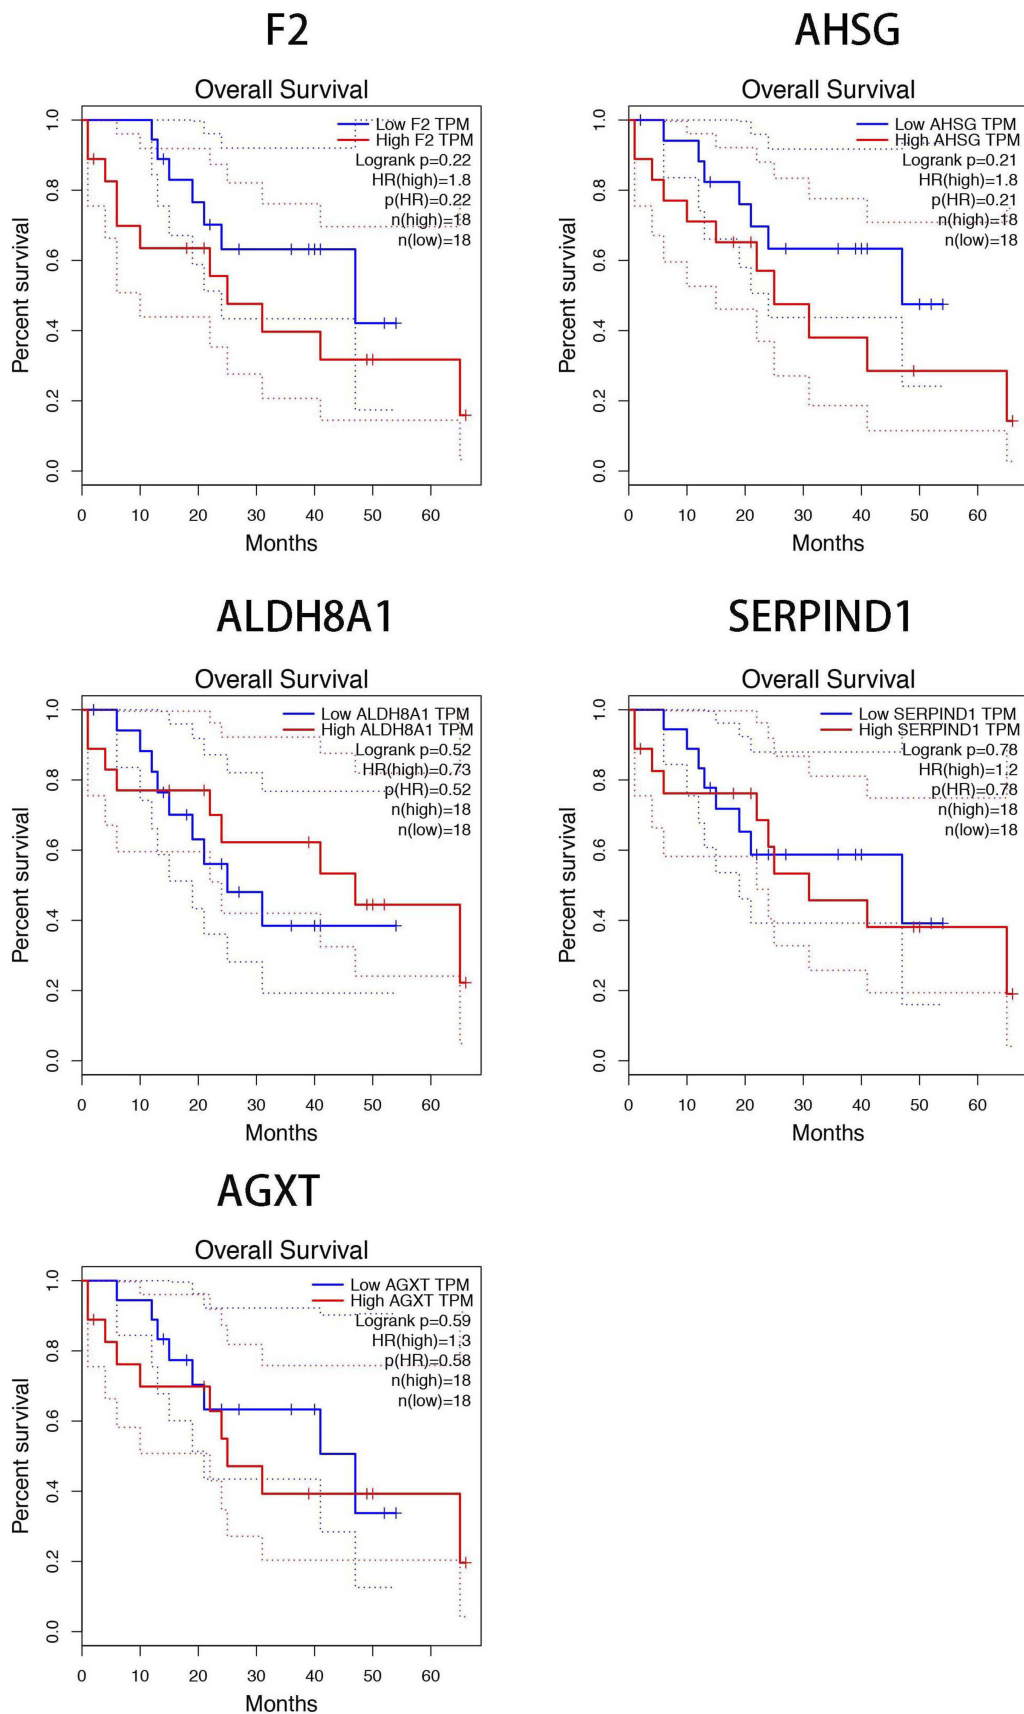 F2
Overall Survival
Low F2 TPM
High F2 TPM
Logrank p=0.22
HR(high)=1.8
p(HR)=0.22
n(high)=18
n(low)=18
Percent survival
0.0 0.2 0.4 0.6 0.8 1.0
0 10 20 30 40 50 60
Months
AHSG
Overall Survival
Low AHSG TPM
High AHSG TPM
Logrank p=0.21
HR(high)=1.8
p(HR)=0.21
n(high)=18
n(low)=18
Percent survival
0.0 0.2 0.4 0.6 0.8 1.0
0 10 20 30 40 50 60
Months
ALDH8A1
Overall Survival
Low ALDH8A1 TPM
High ALDH8A1 TPM
Logrank p=0.52
HR(high)=0.73
p(HR)=0.52
n(high)=18
n(low)=18
Percent survival
0.0 0.2 0.4 0.6 0.8 1.0
0 10 20 30 40 50 60
Months
SERPIND1
Overall Survival
Low SERPIND1 TPM
High SERPIND1 TPM
Logrank p=0.78
HR(high)=1.2
p(HR)=0.78
n(high)=18
n(low)=18
Percent survival
0.0 0.2 0.4 0.6 0.8 1.0
0 10 20 30 40 50 60
Months
AGXT
Overall Survival
Low AGXT TPM
High AGXT TPM
Logrank p=0.59
HR(high)=1.3
p(HR)=0.58
n(high)=18
n(low)=18
Percent survival
0.0 0.2 0.4 0.6 0.8 1.0
0 10 20 30 40 50 60
Months